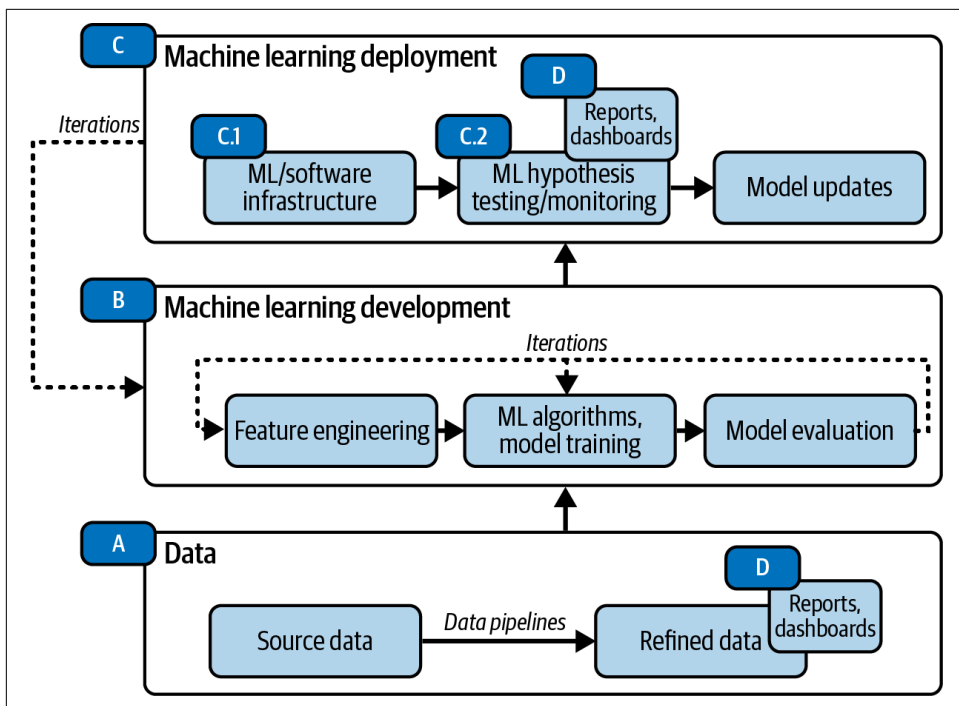 C
Machine learning deployment
D
Reports,
dashboards
Iterations
C.1
ML/software
infrastructure
C.2
ML hypothesis
testing/monitoring
Model updates
B
Machine learning development
Iterations
Feature engineering
ML algorithms,
model training
Model evaluation
A
Data
D
Reports,
dashboards
Source data
Data pipelines
Refined data